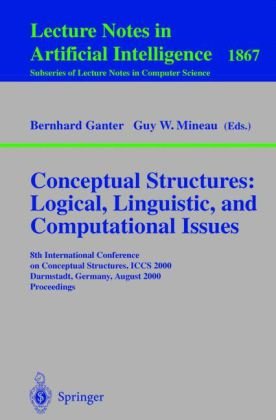 Lecture Notes in
Artificial Intelligence 1867
Subseries of Lecture Notes in Computer Science
Bernhard Ganter Guy W. Mineau (Eds.)
Conceptual Structures:
Logical, Linguistic, and
Computational Issues
8th International Conference
on Conceptual Structures, ICCS 2000
Darmstadt, Germany, August 2000
Proceedings
Springer